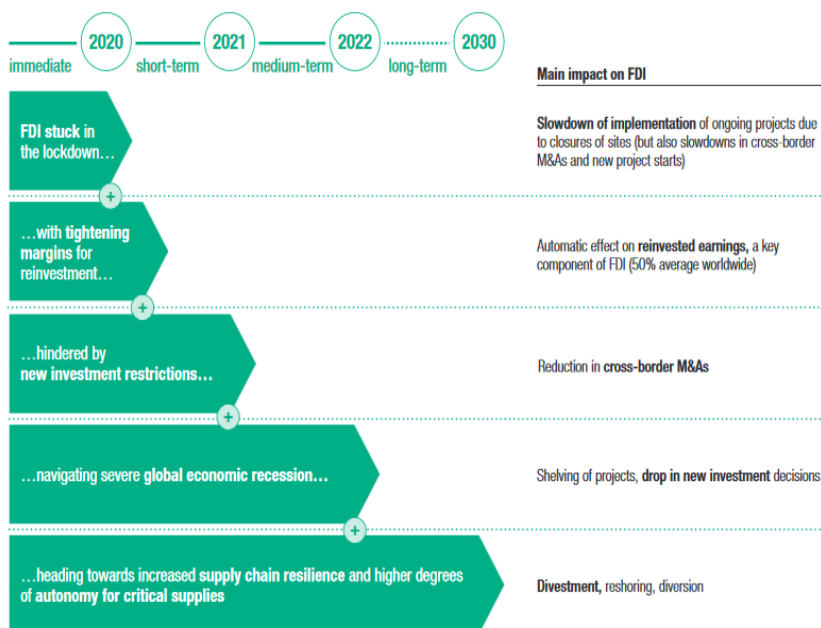 2020
2021
2022
2030
immediate
short-term
medium-term
long-term
Main impact on FDI
FDI stuck in
the lockdown…
Slowdown of implementation of ongoing projects due
to closures of sites (but also slowdowns in cross-border
M&As and new project starts)
+
…with tightening
margins for
reinvestment…
Automatic effect on reinvested earnings, a key
component of FDI (50% average worldwide)
+
…hindered by
new investment restrictions…
Reduction in cross-border M&As
+
…navigating severe global economic recession…
Shelving of projects, drop in new investment decisions
+
…heading towards increased supply chain resilience and higher degrees
of autonomy for critical supplies
Divestment, reshoring, diversion